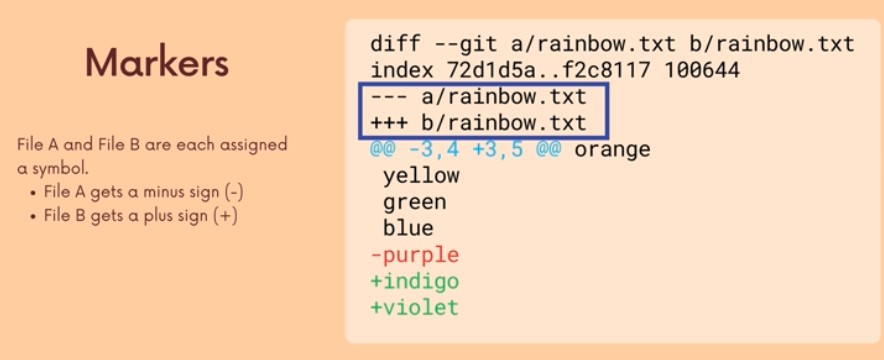 Markers
File A and File B are each assigned
a symbol.
• File A gets a minus sign (-)
• File B gets a plus sign (+)
diff --git a/rainbow.txt b/rainbow.txt
index 72d1d5a..f2c8117 100644
--- a/rainbow.txt
+++ b/rainbow.txt
@@ -3,4 +3,5 @@ orange
 yellow
 green
 blue
-purple
+indigo
+violet